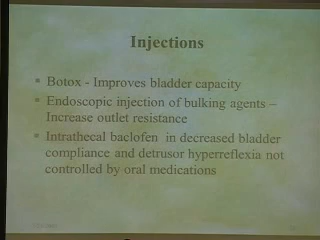 Injections
Botox - Improves bladder capacity
Endoscopic injection of bulking agents –
Increase outlet resistance
Intrathecal baclofen in decreased bladder
compliance and detrusor hyperreflexia not
controlled by oral medications